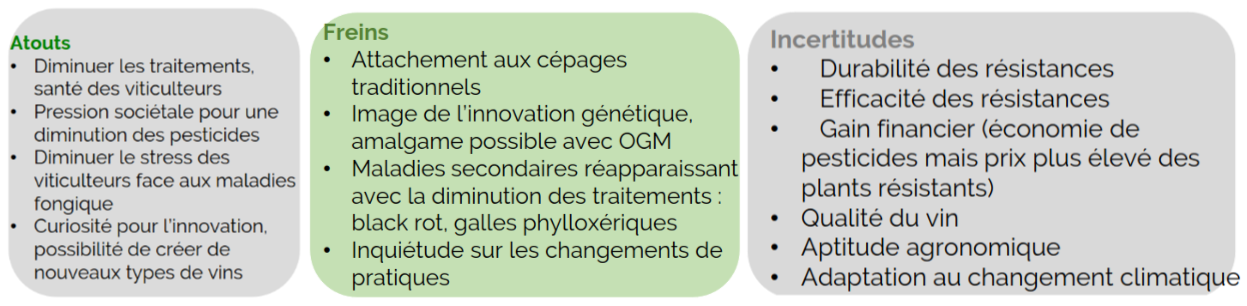 Atouts
• Diminuer les traitements,
santé des viticulteurs
• Pression sociétale pour une
diminution des pesticides
• Diminuer le stress des
viticulteurs face aux maladies
fongique
• Curiosité pour l'innovation,
possibilité de créer de
nouveaux types de vins
Freins
• Attachement aux cépages
traditionnels
• Image de l'innovation génétique,
amalgame possible avec OGM
• Maladies secondaires réapparaissant
avec la diminution des traitements :
black rot, galles phylloxériques
• Inquiétude sur les changements de
pratiques
Incertitudes
• Durabilité des résistances
• Efficacité des résistances
• Gain financier (économie de
pesticides mais prix plus élevé des
plants résistants)
• Qualité du vin
• Aptitude agronomique
• Adaptation au changement climatique